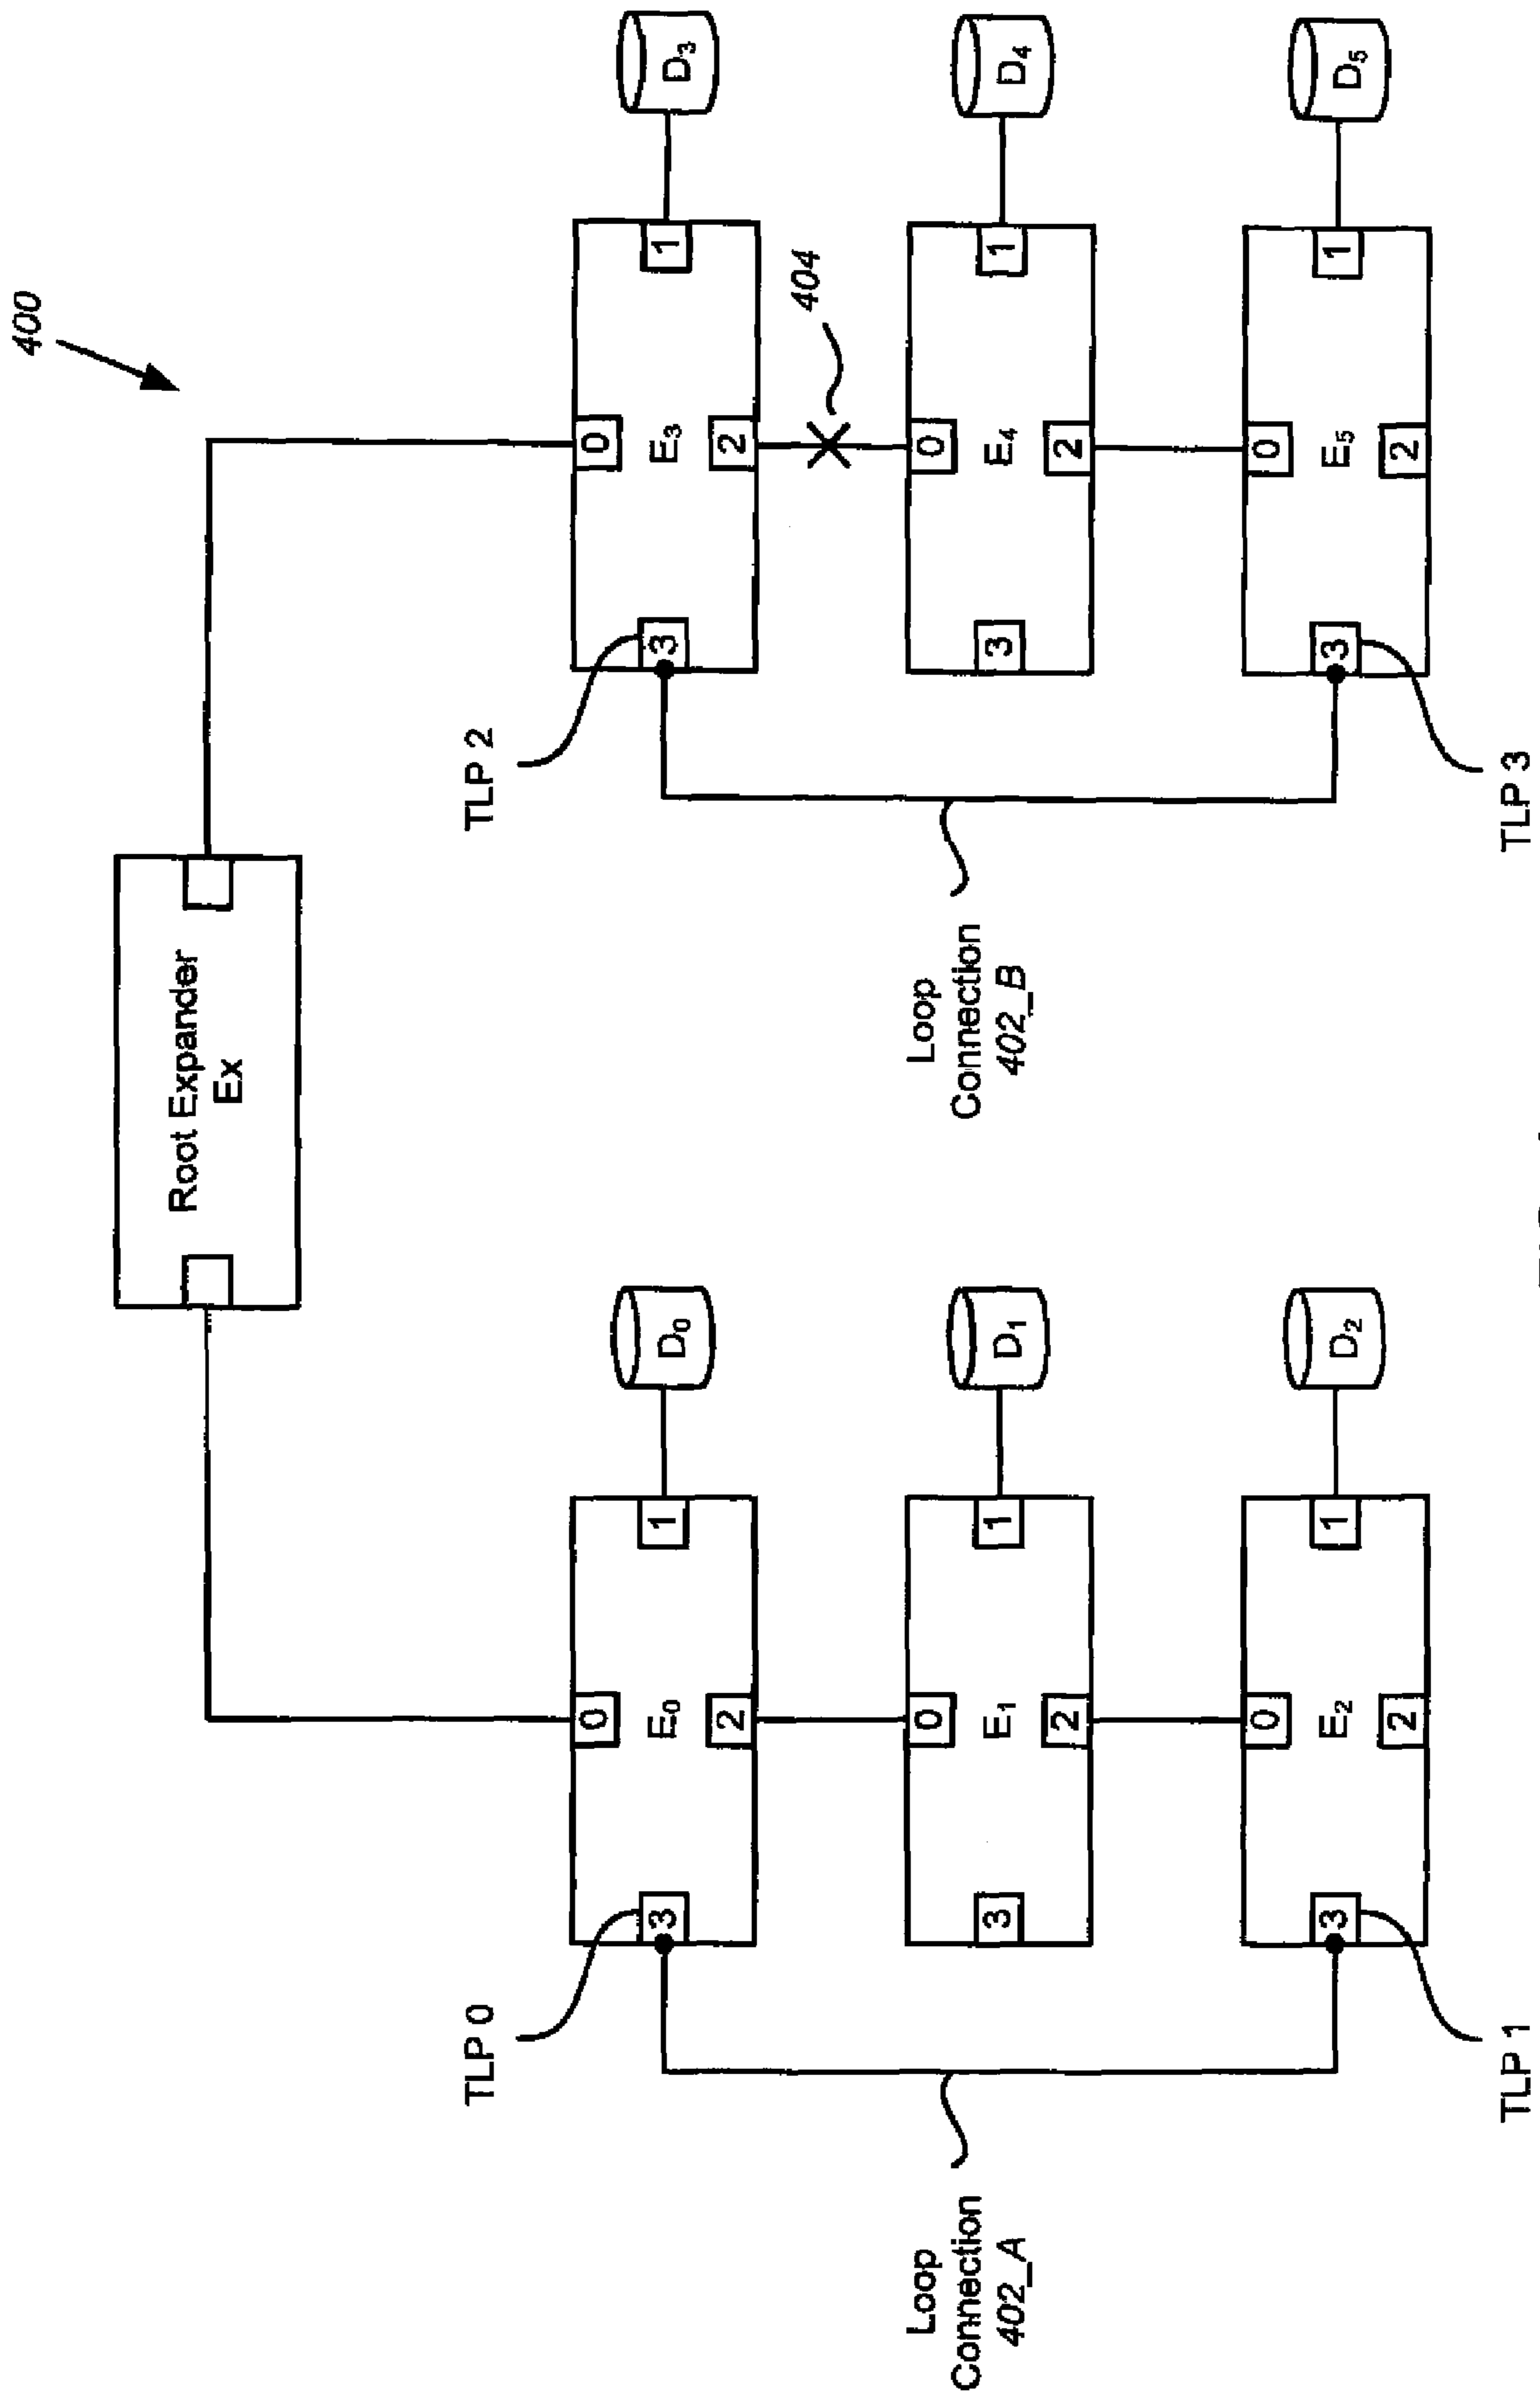 400
Root Expander
Ex
TLP 0
TLP 2
0
3
E₀
1
D₀
2
0
3
E₃
1
D₃
2
404
Loop
Connection
402_A
0
3
E₁
1
D₁
2
Loop
Connection
402_B
0
3
E₄
1
D₄
2
0
3
E₂
1
D₂
2
0
3
E₅
1
D₅
2
TLP 1
TLP 3